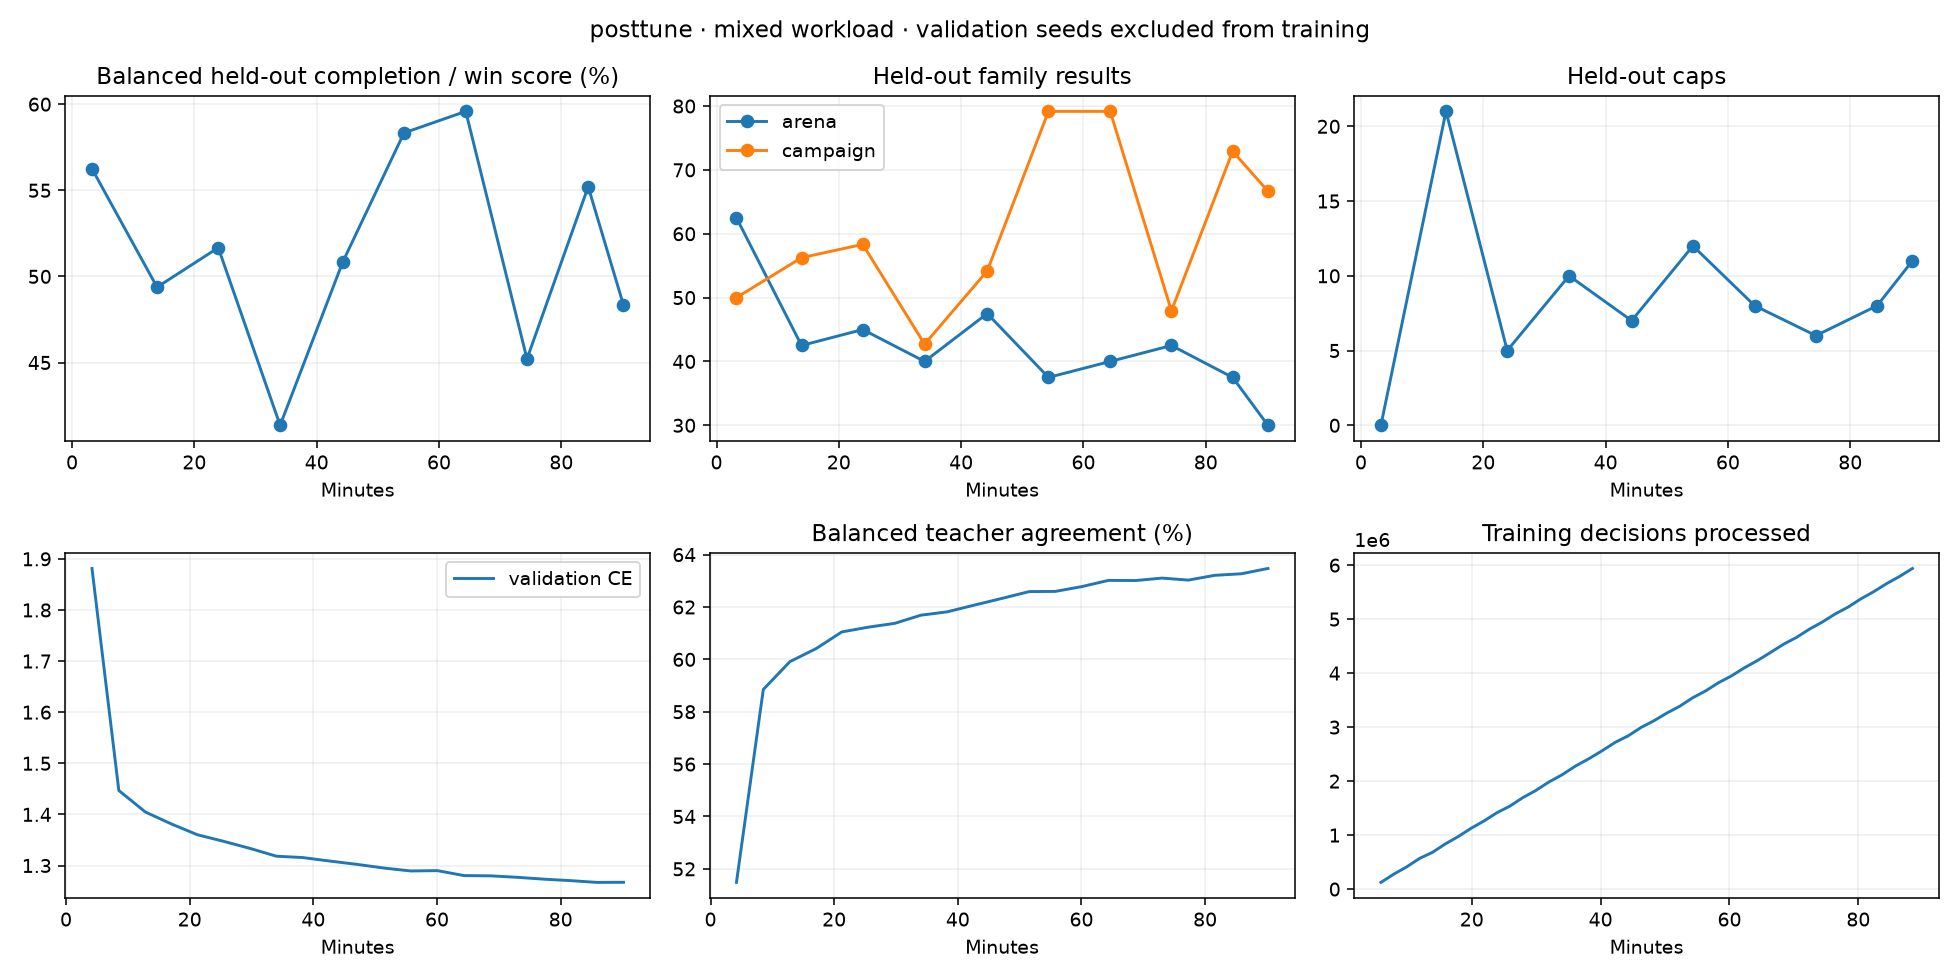 posttune · mixed workload · validation seeds excluded from training
Balanced held-out completion / win score (%)
60
55
50
45
0 20 40 60 80
Minutes
Held-out family results
arena
campaign
80
70
60
50
40
30
0 20 40 60 80
Minutes
Held-out caps
20
15
10
5
0
0 20 40 60 80
Minutes
validation CE
1.9
1.8
1.7
1.6
1.5
1.4
1.3
0 20 40 60 80
Minutes
Balanced teacher agreement (%)
64
62
60
58
56
54
52
0 20 40 60 80
Minutes
Training decisions processed
1e6
6
5
4
3
2
1
0
20 40 60 80
Minutes